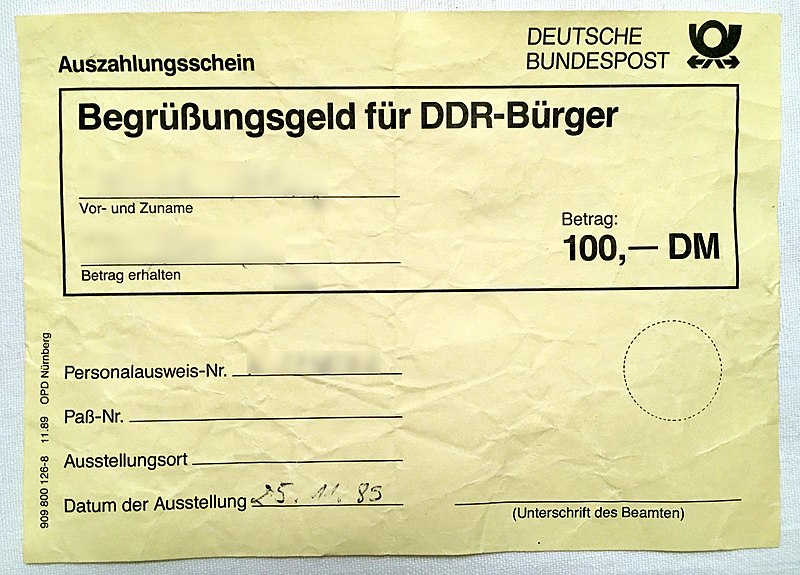 DEUTSCHE
BUNDESPOST
Auszahlungsschein
Begrüßungsgeld für DDR-Bürger
Vor- und Zuname
Betrag:
100,— DM
Betrag erhalten
Personalausweis-Nr.
Paß-Nr.
Ausstellungsort
Datum der Ausstellung 25. 11. 85
(Unterschrift des Beamten)
909 800 126-8 11.89 OPD Nürnberg